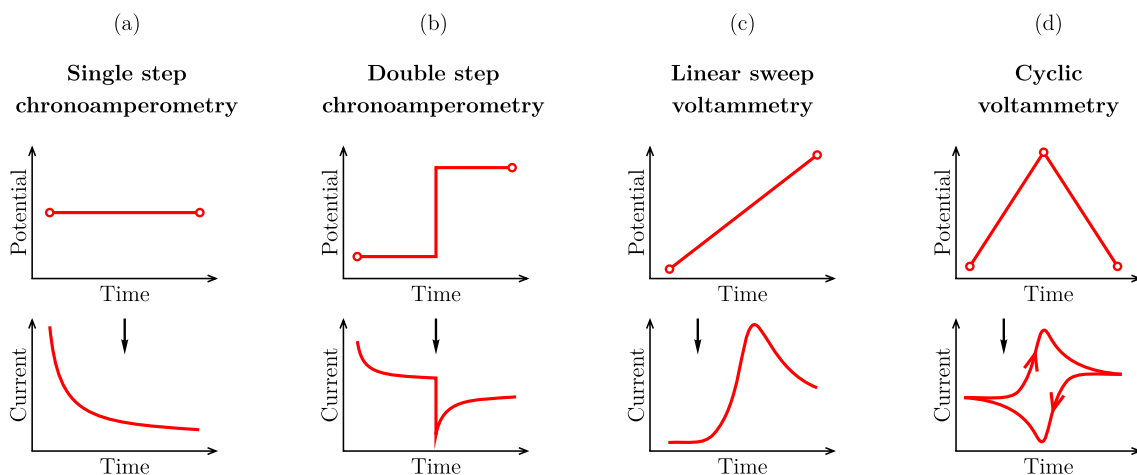 (a)
(b)
(c)
(d)
Single step
chronoamperometry
Double step
chronoamperometry
Linear sweep
voltammetry
Cyclic
voltammetry
Potential
Time
Potential
Time
Potential
Time
Potential
Time
Current
Time
Current
Time
Current
Time
Current
Time